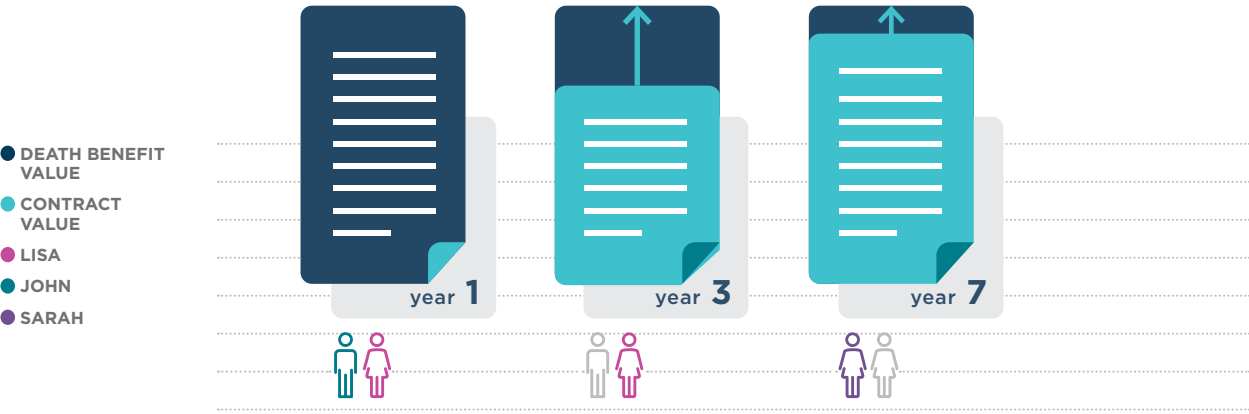 DEATH BENEFIT
VALUE
CONTRACT
VALUE
LISA
JOHN
SARAH
year 1
year 3
year 7